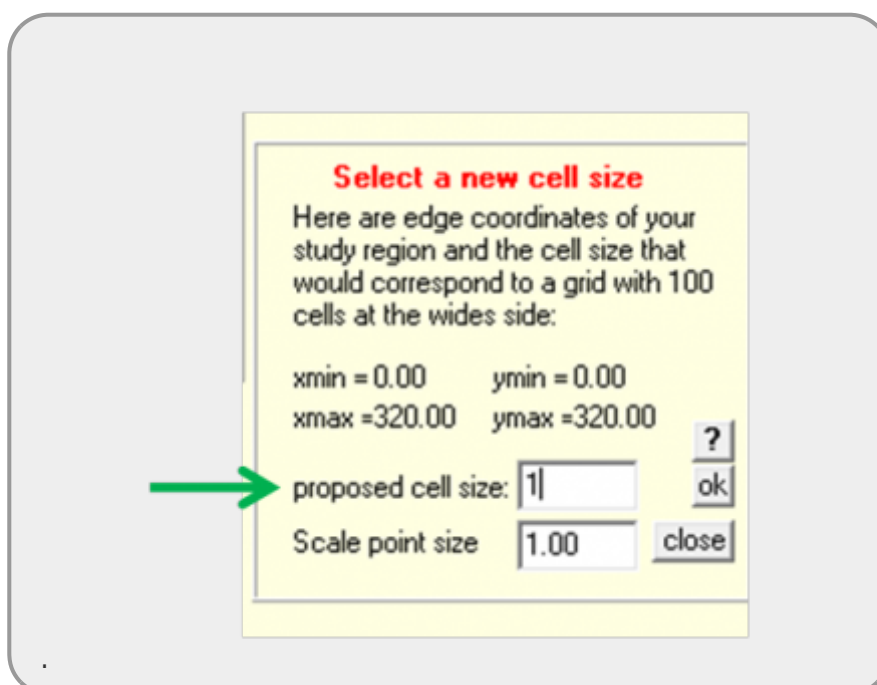 Select a new cell size
Here are edge coordinates of your
study region and the cell size that
would correspond to a grid with 100
cells at the wides side:
xmin = 0.00 ymin = 0.00
xmax =320.00 ymax =320.00
?
proposed cell size: 1 ok
Scale point size 1.00 close
.